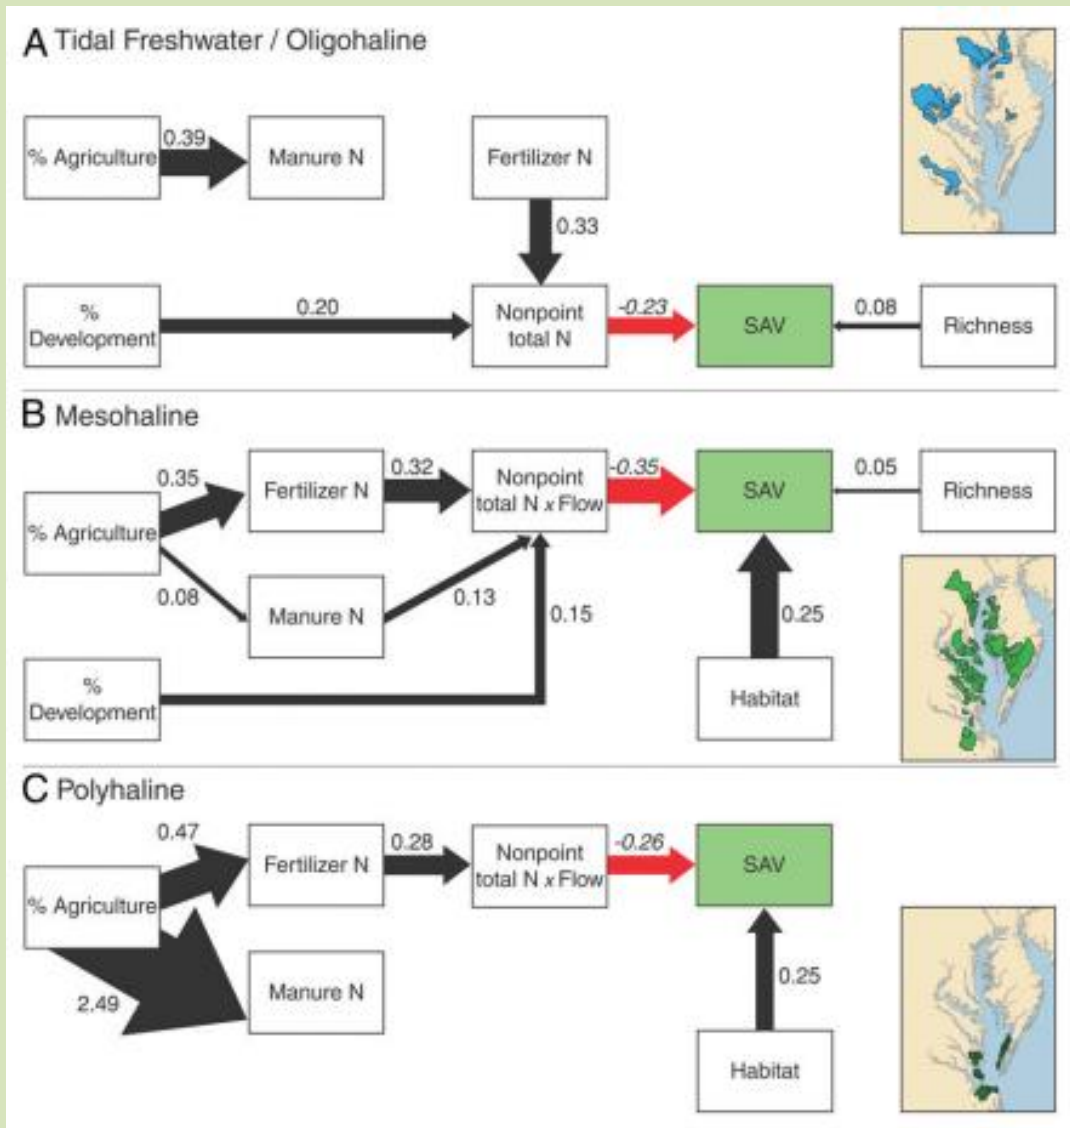 A Tidal Freshwater / Oligohaline
% Agriculture
0.39
Manure N
Fertilizer N
0.33
%
Development
0.20
Nonpoint
total N
-0.23
SAV
0.08
Richness
B Mesohaline
% Agriculture
0.35
Fertilizer N
0.32
Nonpoint
total N x Flow
-0.35
SAV
0.05
Richness
0.08
Manure N
0.13
0.15
0.25
%
Development
Habitat
C Polyhaline
% Agriculture
0.47
Fertilizer N
0.28
Nonpoint
total N x Flow
-0.26
SAV
2.49
Manure N
0.25
Habitat